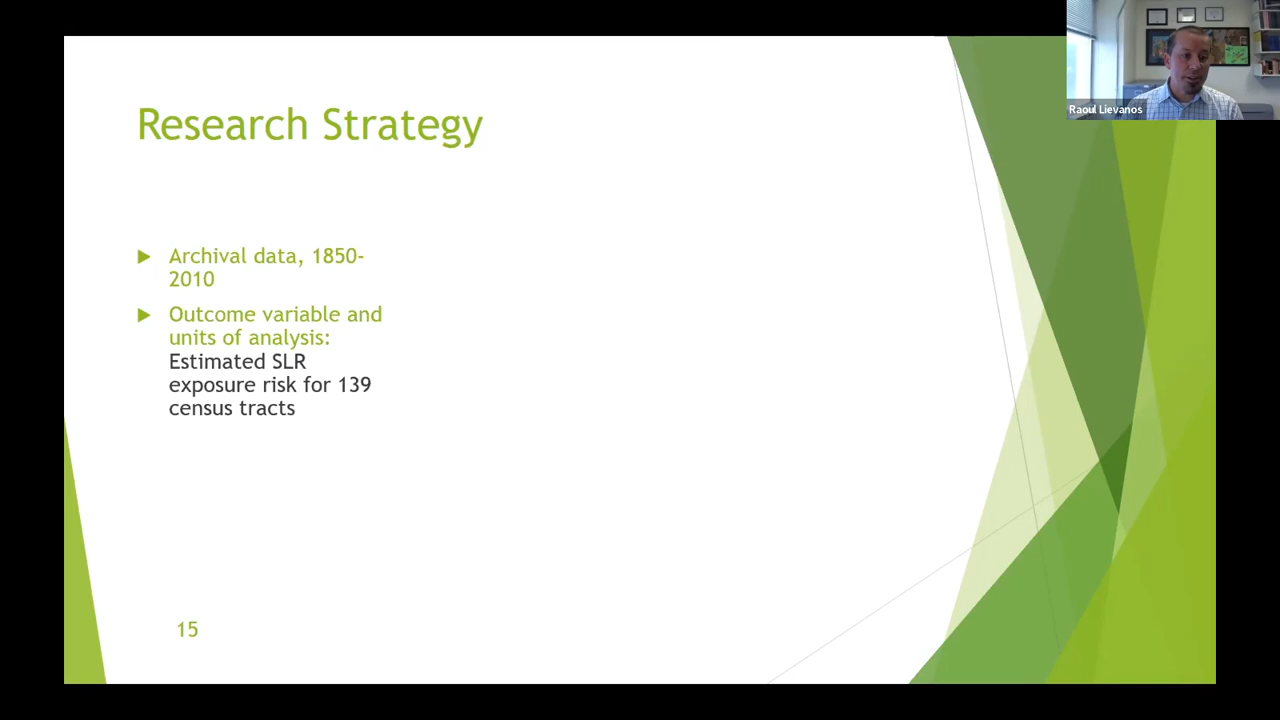 Raoul Lievanos
Research Strategy
Archival data, 1850-
2010
Outcome variable and
units of analysis:
Estimated SLR
exposure risk for 139
census tracts
15